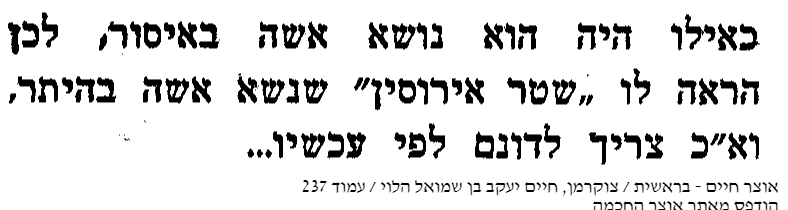 כאילו היה הוא נושא אשה באיסור, לכן
הראה לו „שטר אירוסין” שנשא אשה בהיתר,
וא״כ צריך לדונם לפי עכשיו...
אוצר חיים - בראשית / צוקרמן, חיים יעקב בן שמואל הלוי / עמוד 237
הודפס מאתר אוצר החכמה